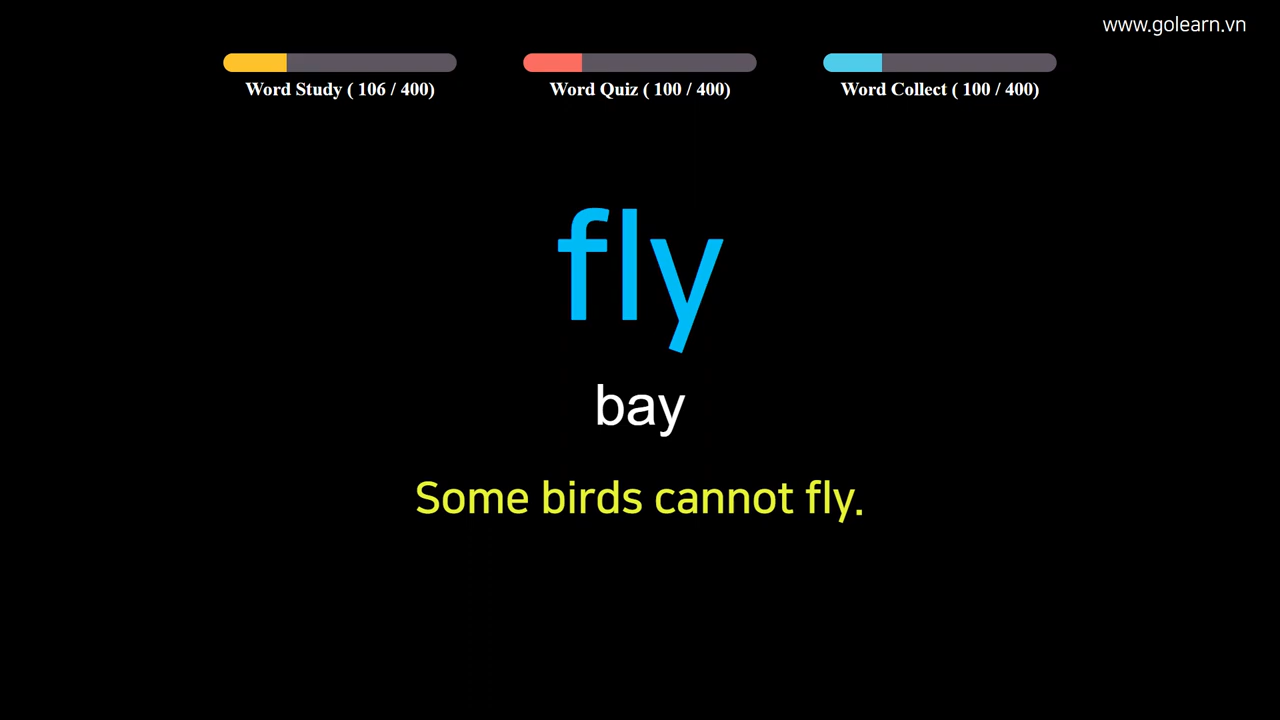 www.golearn.vn
Word Study ( 106 / 400)
Word Quiz ( 100 / 400)
Word Collect ( 100 / 400)
fly
bay
Some birds cannot fly.